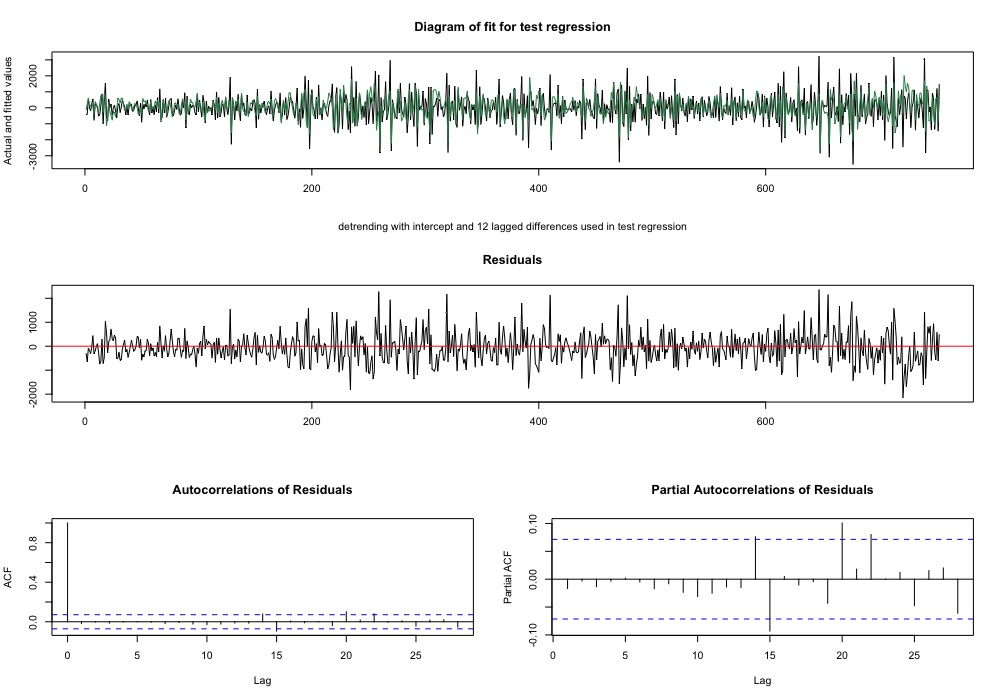 Diagram of fit for test regression
Actual and fitted values
2000
0
-3000
0 200 400 600
detrending with intercept and 12 lagged differences used in test regression
Residuals
1000
0
-2000
0 200 400 600
Autocorrelations of Residuals
ACF
0.8
0.4
0.0
0 5 10 15 20 25
Lag
Partial Autocorrelations of Residuals
Partial ACF
0.10
0.00
-0.10
0 5 10 15 20 25
Lag